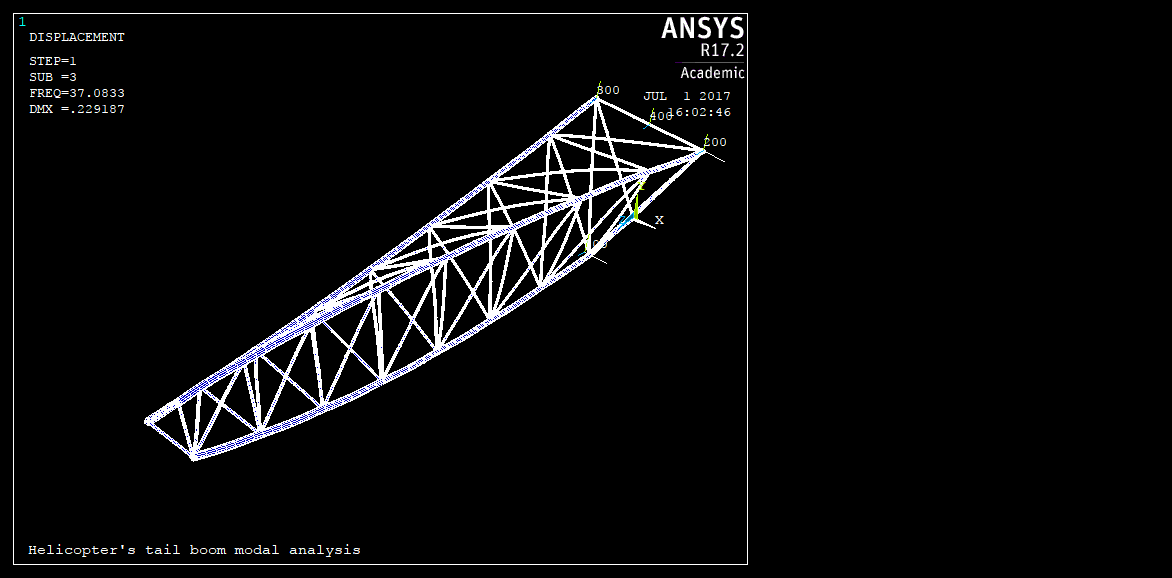 1
DISPLACEMENT
STEP=1
SUB =3
FREQ=37.0833
DMX =.229187
ANSYS
R17.2
Academic
JUL 1 2017
16:02:46
300
400
200
X
Helicopter's tail boom modal analysis